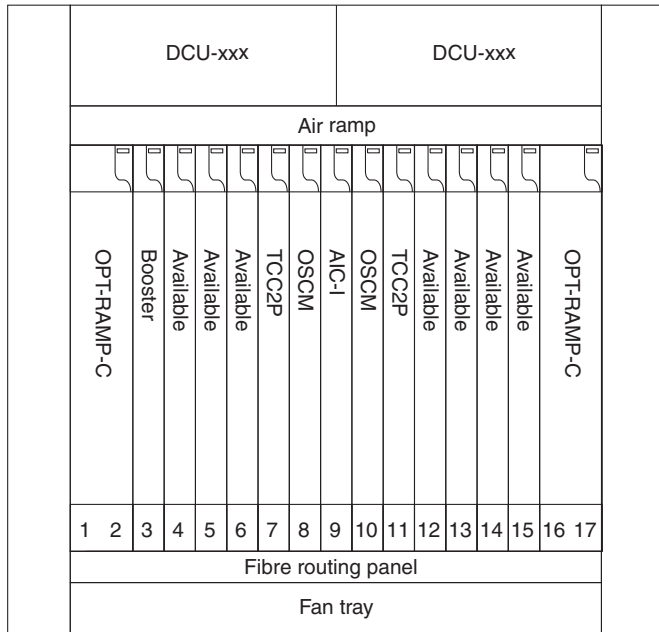 DCU-xxx DCU-xxx
Air ramp
OPT-RAMP-C
Booster
Available
Available
Available
TCC2P
OSCM
AIC-I
OSCM
TCC2P
Available
Available
Available
Available
OPT-RAMP-C
1 2 3 4 5 6 7 8 9 10 11 12 13 14 15 16 17
Fibre routing panel
Fan tray